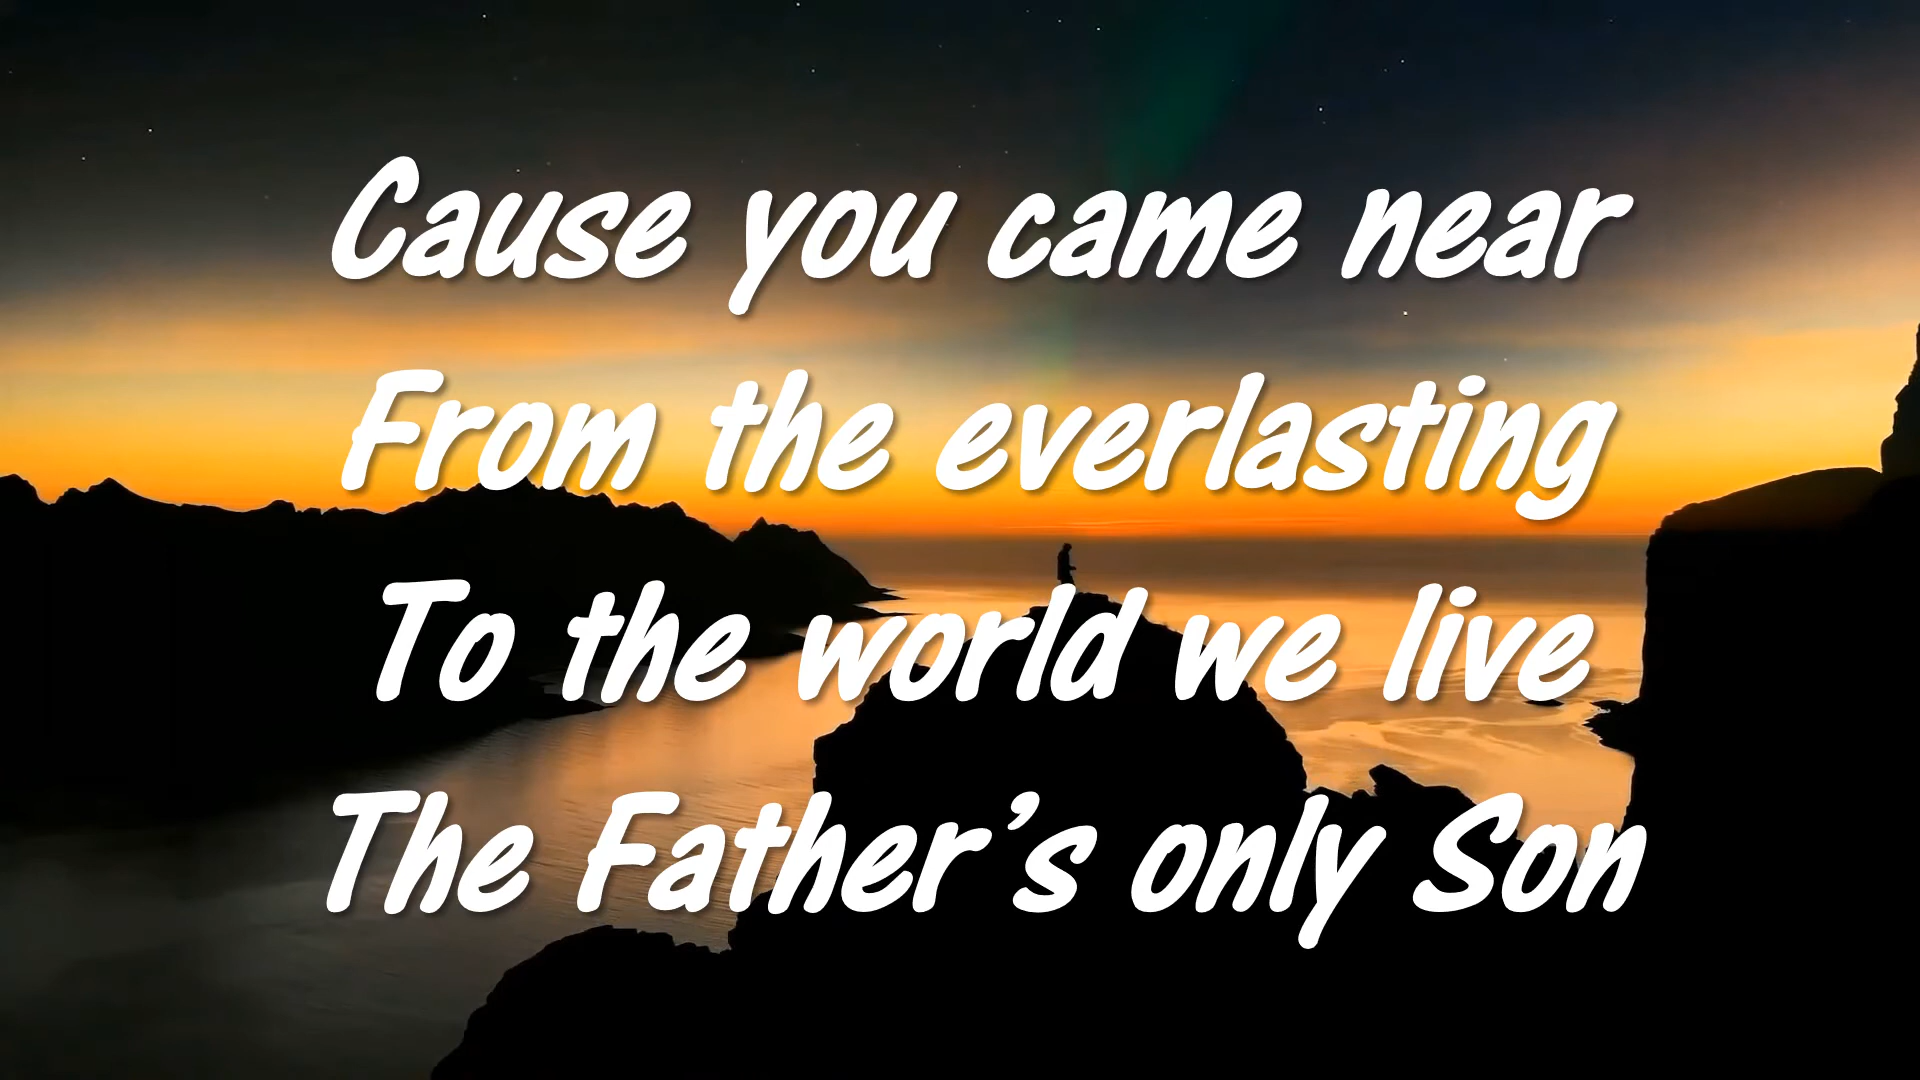 Cause you came near
From the everlasting
To the world we live
The Father’s only Son